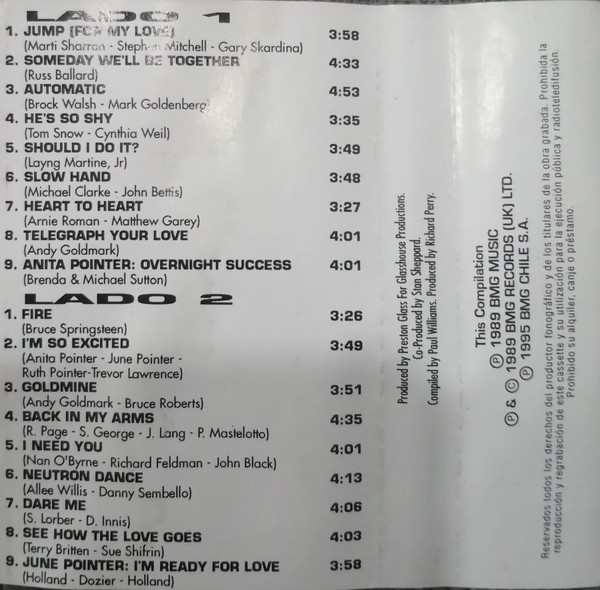 LADO 1
1. JUMP (FOR MY LOVE) 3:58
(Marti Sharron - Stephen Mitchell - Gary Skardina)
2. SOMEDAY WE'LL BE TOGETHER 4:33
(Russ Ballard)
3. AUTOMATIC 4:53
(Brock Walsh - Mark Goldenberg)
4. HE'S SO SHY 3:35
(Tom Snow - Cynthia Weil)
5. SHOULD I DO IT? 3:49
(Layng Martine, Jr)
6. SLOW HAND 3:48
(Michael Clarke - John Bettis)
7. HEART TO HEART 3:27
(Arnie Roman - Matthew Garey)
8. TELEGRAPH YOUR LOVE 4:01
(Andy Goldmark)
9. ANITA POINTER: OVERNIGHT SUCCESS 4:01
(Brenda & Michael Sutton)
LADO 2
1. FIRE 3:26
(Bruce Springsteen)
2. I'M SO EXCITED 3:49
(Anita Pointer - June Pointer -
Ruth Pointer-Trevor Lawrence)
3. GOLDMINE 3:51
(Andy Goldmark - Bruce Roberts)
4. BACK IN MY ARMS 4:35
(R. Page - S. George - J. Lang - P. Mastelotto)
5. I NEED YOU 4:01
(Nan O'Byrne - Richard Feldman - John Black)
6. NEUTRON DANCE 4:13
(Allee Willis - Danny Sembello)
7. DARE ME 4:06
(S. Lorber - D. Innis)
8. SEE HOW THE LOVE GOES 4:03
(Terry Britten - Sue Shifrin)
9. JUNE POINTER: I'M READY FOR LOVE 3:58
(Holland - Dozier - Holland)
Produced by Preston Glass For Glasshouse Productions.
Co-Produced by Stan Sheppard.
Compiled by Paul Williams. Produced by Richard Perry.
This Compilation
℗ 1989 BMG MUSIC
℗ & © 1989 BMG RECORDS (UK) LTD.
℗ 1995 BMG CHILE S.A.
Reservados todos los derechos del productor fonográfico y de los titulares de la obra grabada. Prohibida la
reproducción y regrabación de este cassette y su utilización para la ejecución pública y radioteledifusión.
Prohibido su alquiler, canje o préstamo.